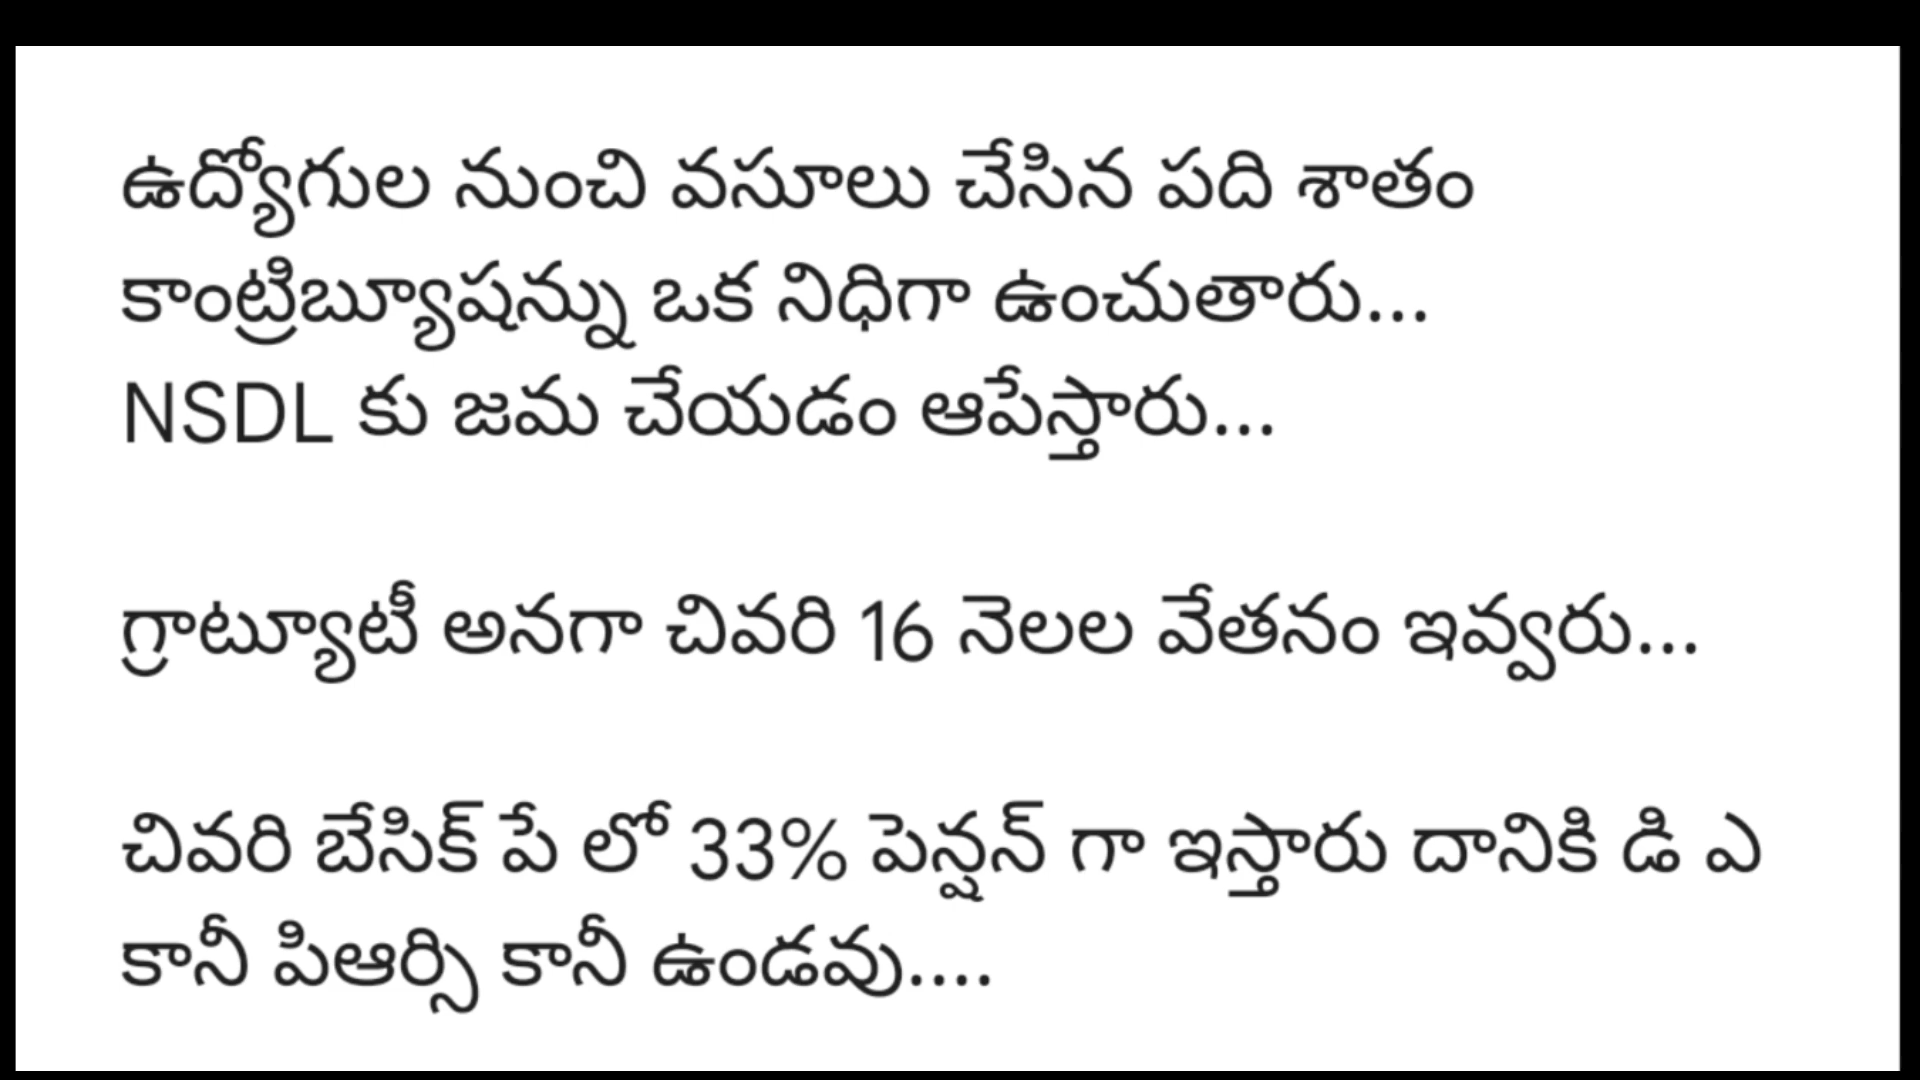 ఉద్యోగుల నుంచి వసూలు చేసిన పది శాతం
కాంట్రిబ్యూషన్ను ఒక నిధిగా ఉంచుతారు...
NSDL కు జమ చేయడం ఆపేస్తారు...
గ్రాట్యూటీ అనగా చివరి 16 నెలల వేతనం ఇవ్వరు...
చివరి బేసిక్ పే లో 33% పెన్షన్ గా ఇస్తారు దానికి డి ఎ
కానీ పిఆర్సి కానీ ఉండవు....